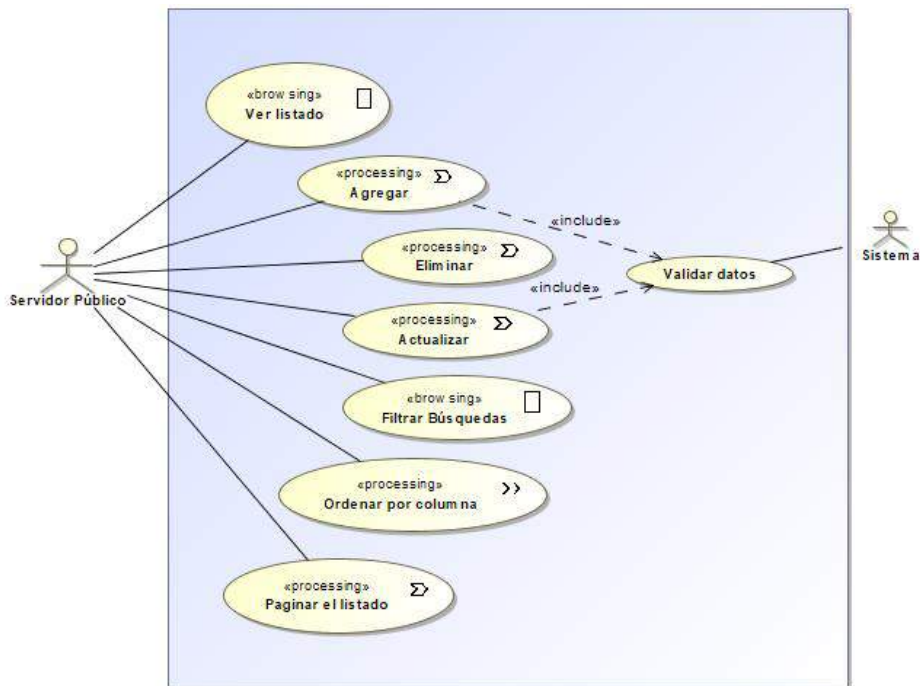 «brow sing»
Ver listado
«processing»
Agregar
«include»
«processing»
Eliminar
Servidor Público
Validar datos
Sistema
«include»
«processing»
Actualizar
«brow sing»
Filtrar Búsquedas
«processing»
Ordenar por columna
«processing»
Paginar el listado